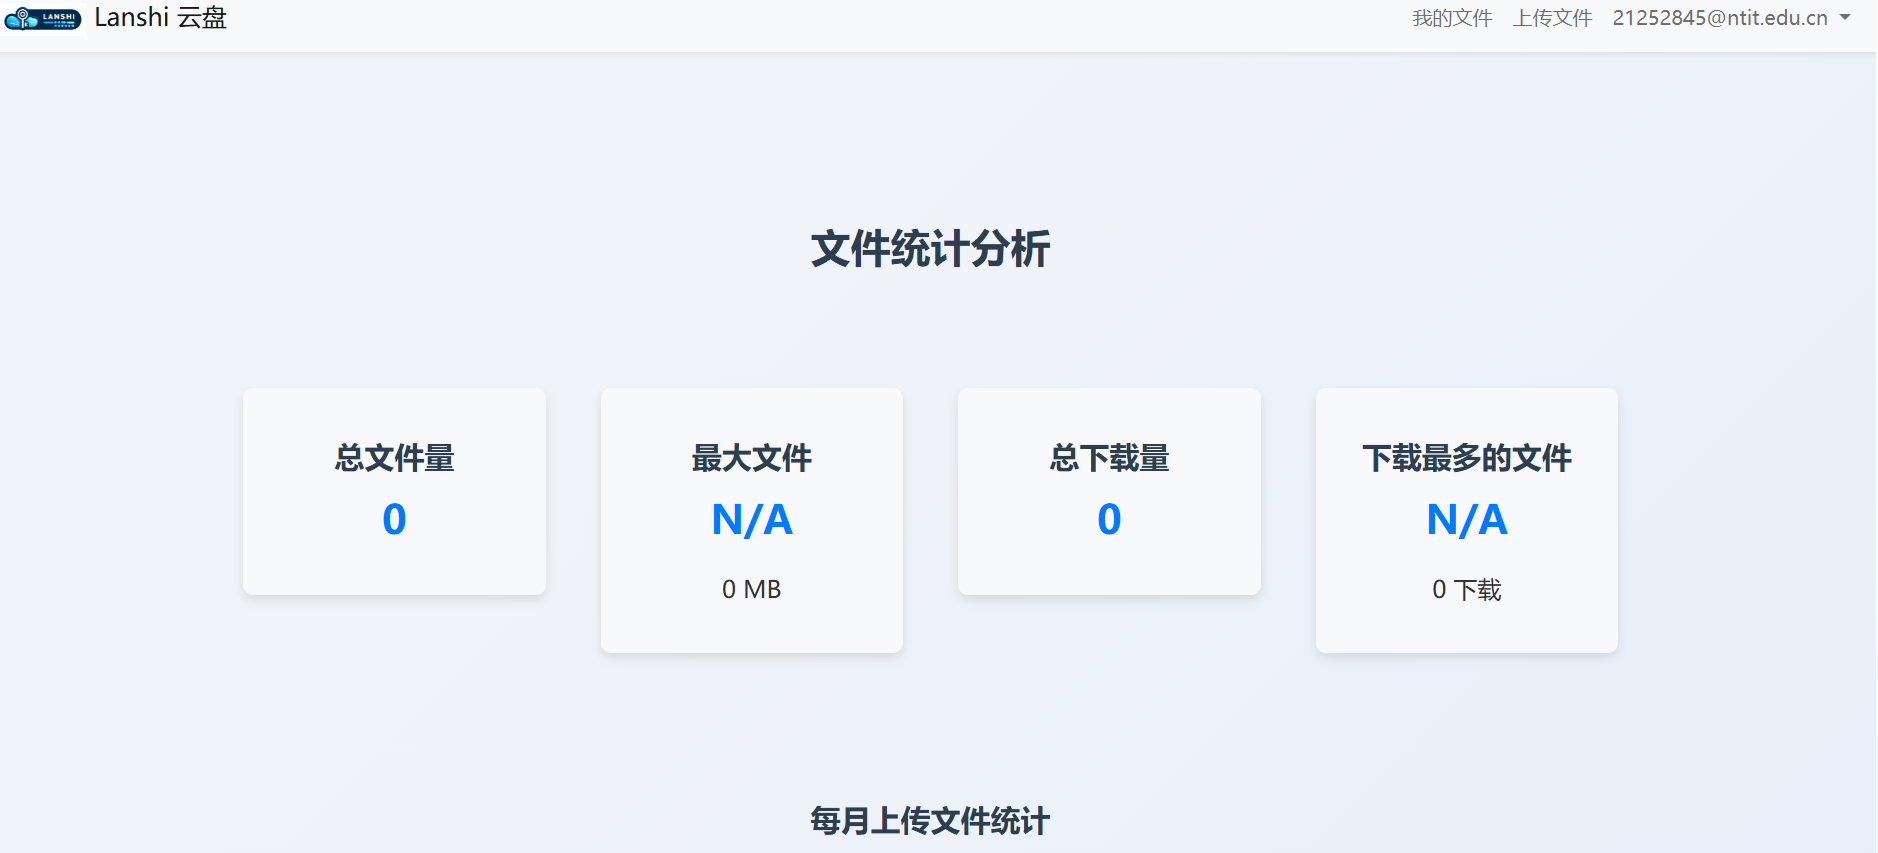 LANSHI
Lanshi 云盘
我的文件 上传文件 21252845@ntit.edu.cn
文件统计分析
总文件量
0
最大文件
N/A
0 MB
总下载量
0
下载最多的文件
N/A
0 下载
每月上传文件统计